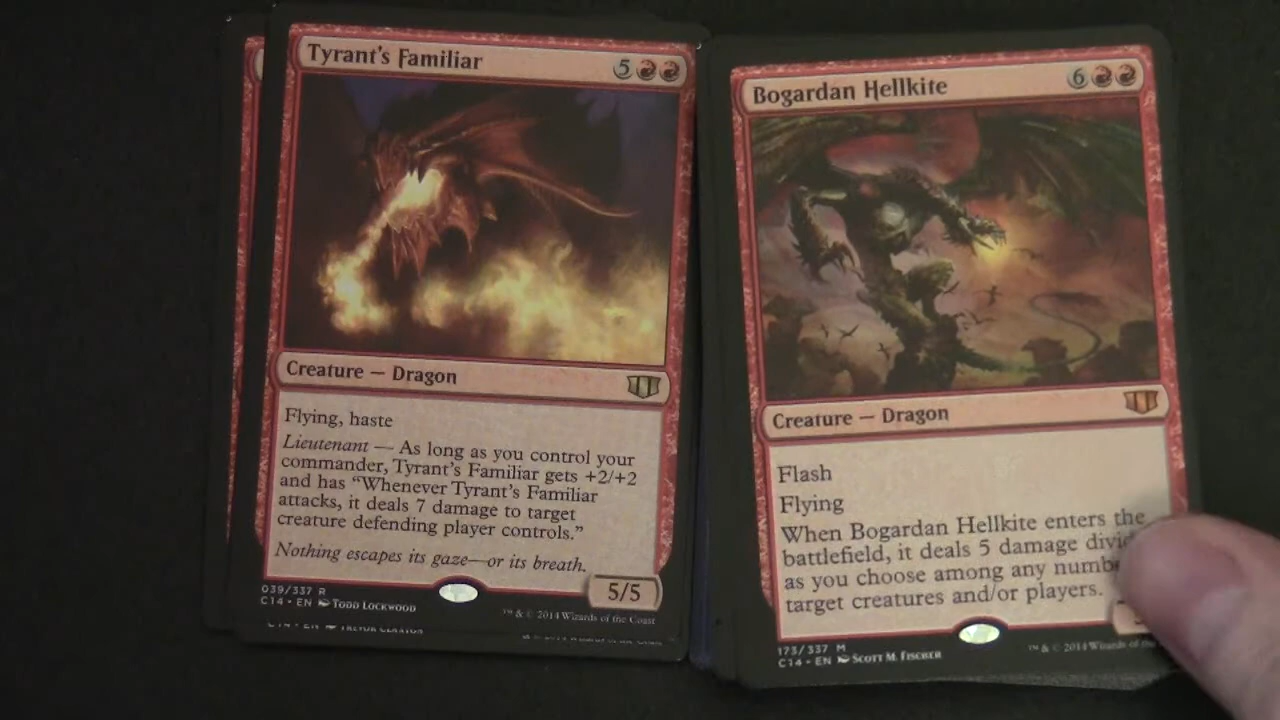 Tyrant's Familiar 5
Creature — Dragon
Flying, haste
Lieutenant — As long as you control your
commander, Tyrant's Familiar gets +2/+2
and has "Whenever Tyrant's Familiar
attacks, it deals 7 damage to target
creature defending player controls."
Nothing escapes its gaze—or its breath.
5/5
039/337 R
C14 • EN Todd Lockwood
™ & © 2014 Wizards of the Coast
Bogardan Hellkite 6
Creature — Dragon
Flash
Flying
When Bogardan Hellkite enters the
battlefield, it deals 5 damage
as you choose among any
target creatures and/or players.
173/337 M
C14 • EN Scott M. Fischer
™ & © 2014 Wizards of the